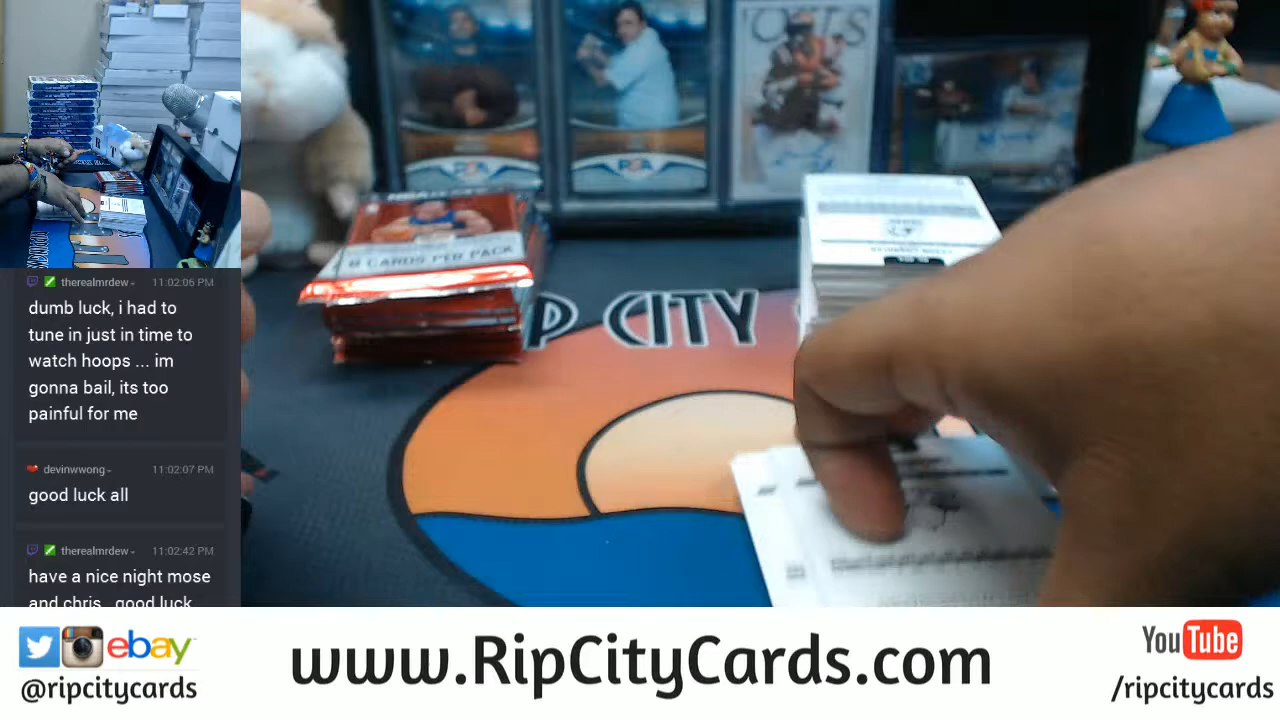 therealmrdew 11:02:06 PM
dumb luck, i had to
tune in just in time to
watch hoops ... im
gonna bail, its too
painful for me
devinwwong 11:02:07 PM
good luck all
therealmrdew 11:02:42 PM
have a nice night mose
and chris.. good luck
8 CARDS PER PACK
P CITY
PSA
PSA
ebay
@ripcitycards
www.RipCityCards.com
YouTube
/ripcitycards